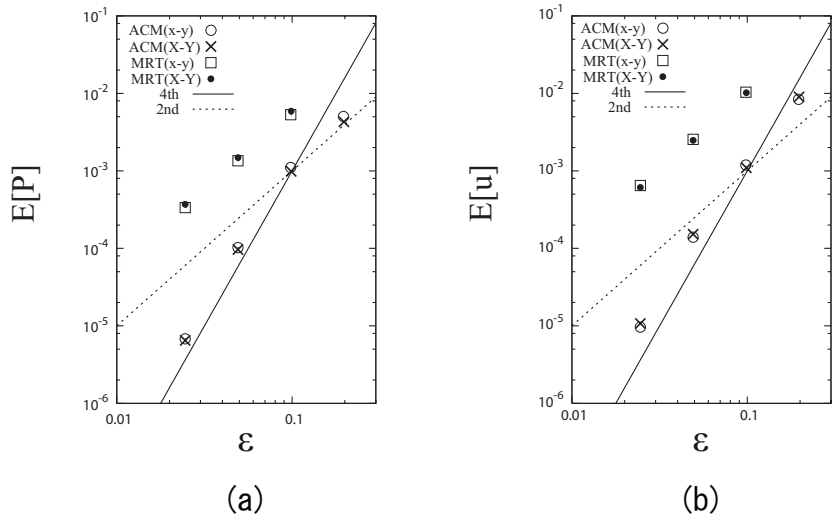 10^-1
10^-2
10^-3
10^-4
10^-5
10^-6
0.01
0.1
E[P]
ε
ACM(x-y)
ACM(X-Y)
MRT(x-y)
MRT(X-Y)
4th
2nd
(a)
10^-1
10^-2
10^-3
10^-4
10^-5
10^-6
0.01
0.1
E[u]
ε
ACM(x-y)
ACM(X-Y)
MRT(x-y)
MRT(X-Y)
4th
2nd
(b)